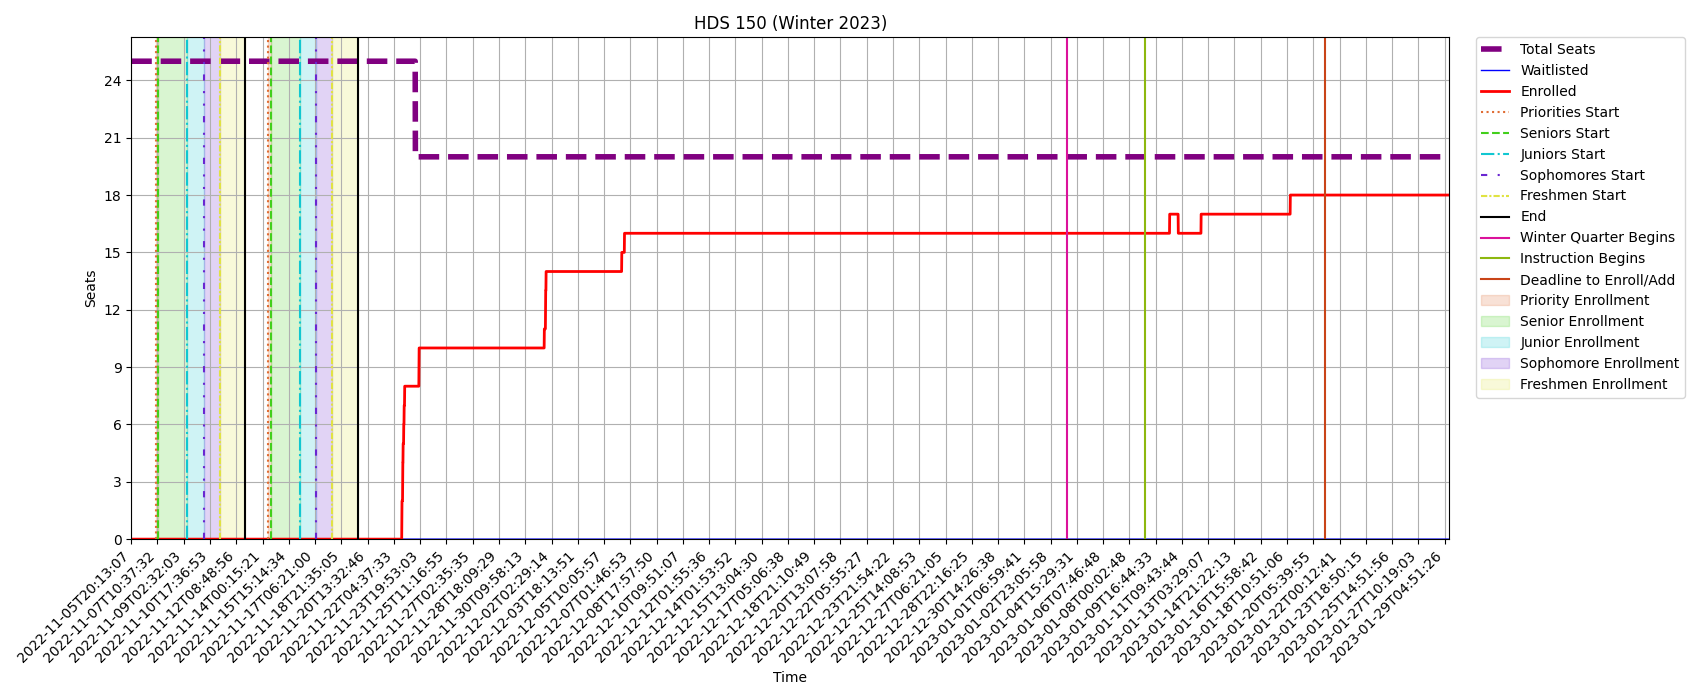 HDS 150 (Winter 2023)
Seats
24
21
18
15
12
9
6
3
0
2022-11-05T20:13:07
2022-11-07T10:37:32
2022-11-09T02:32:03
2022-11-10T17:36:53
2022-11-12T08:48:56
2022-11-14T00:15:21
2022-11-15T15:14:34
2022-11-17T06:21:00
2022-11-18T21:35:05
2022-11-20T13:32:46
2022-11-22T04:37:33
2022-11-23T19:53:03
2022-11-25T11:16:55
2022-11-27T02:35:35
2022-11-28T18:09:29
2022-11-30T09:58:13
2022-12-02T02:29:14
2022-12-03T18:13:51
2022-12-05T10:05:57
2022-12-07T01:46:53
2022-12-08T17:57:50
2022-12-10T09:51:07
2022-12-12T01:55:36
2022-12-14T01:53:52
2022-12-15T13:04:30
2022-12-17T05:06:38
2022-12-18T21:10:49
2022-12-20T13:07:58
2022-12-22T05:55:27
2022-12-23T21:54:22
2022-12-25T14:08:53
2022-12-27T06:21:05
2022-12-28T22:16:25
2022-12-30T14:26:38
2023-01-01T06:59:41
2023-01-02T23:05:58
2023-01-04T15:29:31
2023-01-06T07:46:48
2023-01-08T00:02:48
2023-01-09T16:44:33
2023-01-11T09:43:44
2023-01-13T03:29:07
2023-01-14T21:22:13
2023-01-16T15:58:42
2023-01-18T10:51:06
2023-01-20T05:39:55
2023-01-22T00:12:41
2023-01-23T18:50:15
2023-01-25T14:51:56
2023-01-27T10:19:03
2023-01-29T04:51:26
Time
Total Seats
Waitlisted
Enrolled
Priorities Start
Seniors Start
Juniors Start
Sophomores Start
Freshmen Start
End
Winter Quarter Begins
Instruction Begins
Deadline to Enroll/Add
Priority Enrollment
Senior Enrollment
Junior Enrollment
Sophomore Enrollment
Freshmen Enrollment